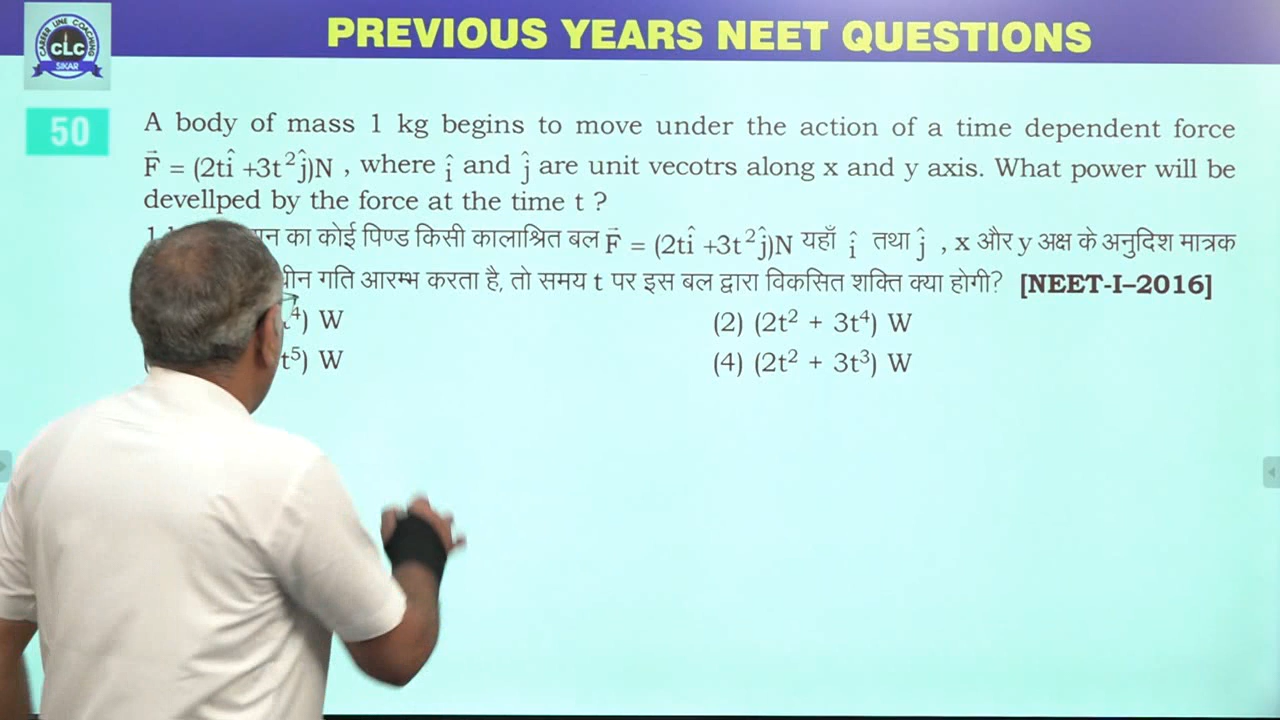 PREVIOUS YEARS NEET QUESTIONS
CAREER LINE COACHING
CLC
SIKAR
50
A body of mass 1 kg begins to move under the action of a time dependent force
F⃗ = (2tî +3t²ĵ)N , where î and ĵ are unit vecotrs along x and y axis. What power will be
devellped by the force at the time t ?
का कोई पिण्ड किसी कालाश्रित बल F⃗ = (2tî +3t²ĵ)N यहाँ î तथा ĵ , x और y अक्ष के अनुदिश मात्रक
गति आरम्भ करता है, तो समय t पर इस बल द्वारा विकसित शक्ति क्या होगी? [NEET-I–2016]
⁴) W
(2) (2t² + 3t⁴) W
t⁵) W
(4) (2t² + 3t³) W